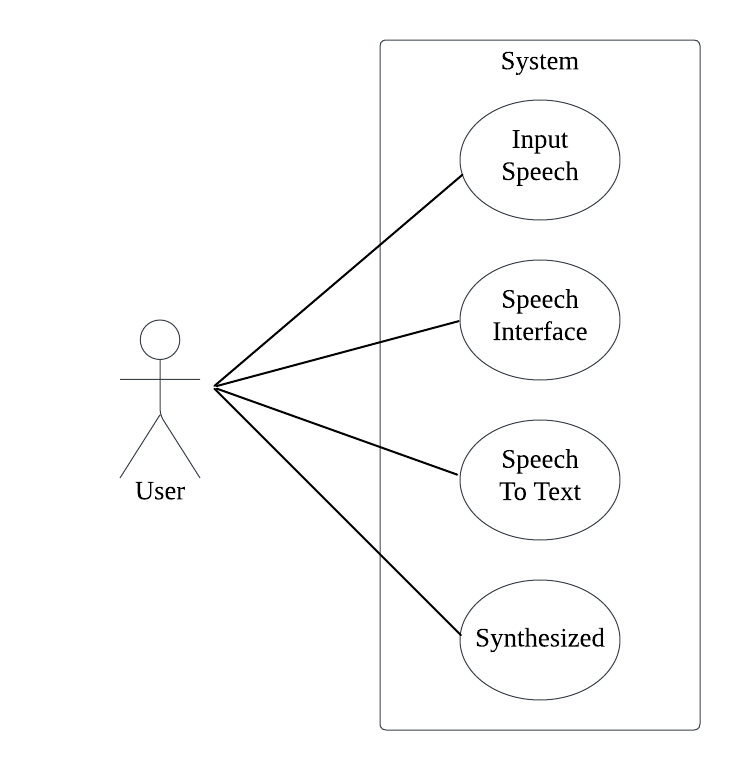 System
Input
Speech
Speech
Interface
Speech
To Text
User
Synthesized